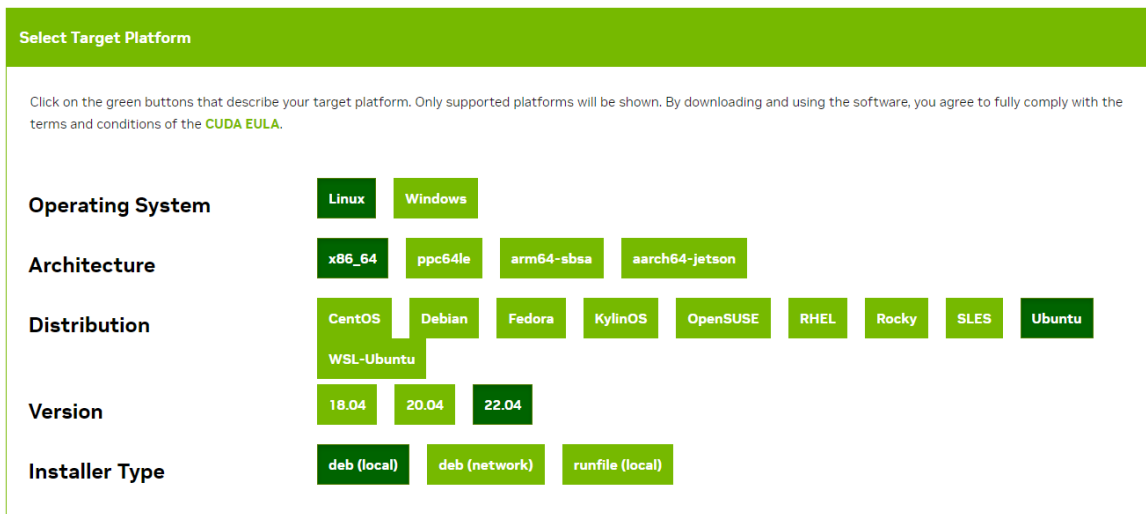 Select Target Platform
Click on the green buttons that describe your target platform. Only supported platforms will be shown. By downloading and using the software, you agree to fully comply with the
terms and conditions of the CUDA EULA.
Operating System Linux Windows
Architecture x86_64 ppc64le arm64-sbsa aarch64-jetson
Distribution CentOS Debian Fedora KylinOS OpenSUSE RHEL Rocky SLES Ubuntu
WSL-Ubuntu
Version 18.04 20.04 22.04
Installer Type deb (local) deb (network) runfile (local)